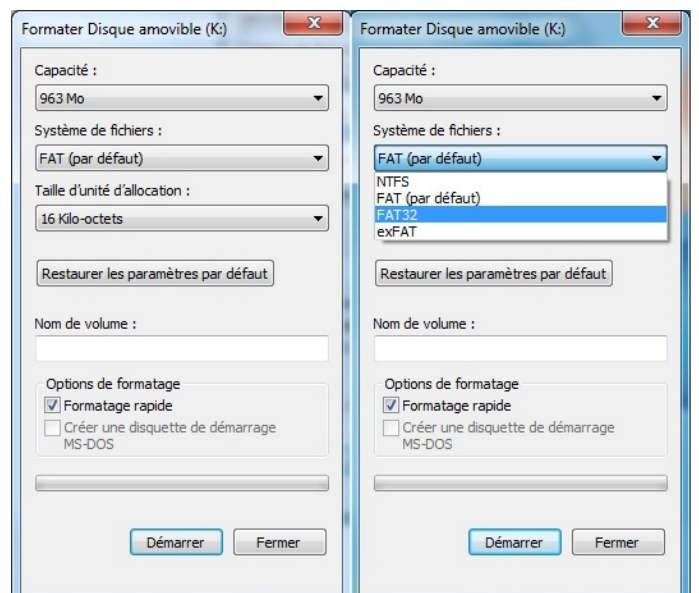 Formater Disque amovible (K:)
Capacité :
963 Mo
Système de fichiers :
FAT (par défaut)
Taille d'unité d'allocation :
16 Kilo-octets
Restaurer les paramètres par défaut
Nom de volume :
Options de formatage
Formatage rapide
Créer une disquette de démarrage
MS-DOS
Démarrer
Fermer
Formater Disque amovible (K:)
Capacité :
963 Mo
Système de fichiers :
FAT (par défaut)
NTFS
FAT (par défaut)
FAT32
exFAT
Restaurer les paramètres par défaut
Nom de volume :
Options de formatage
Formatage rapide
Créer une disquette de démarrage
MS-DOS
Démarrer
Fermer